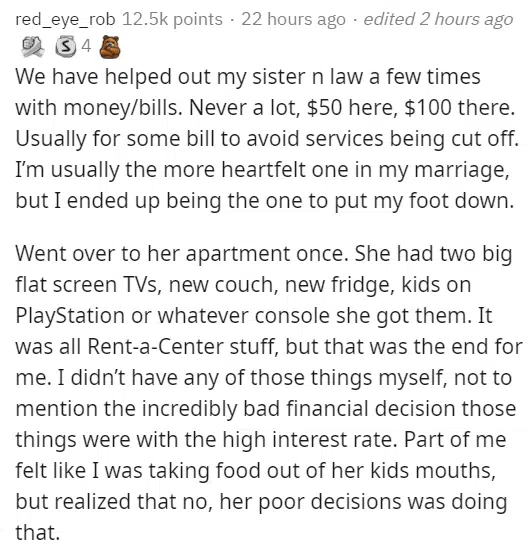 red_eye_rob 12.5k points · 22 hours ago · edited 2 hours ago
S 4
We have helped out my sister n law a few times
with money/bills. Never a lot, $50 here, $100 there.
Usually for some bill to avoid services being cut off.
I’m usually the more heartfelt one in my marriage,
but I ended up being the one to put my foot down.
Went over to her apartment once. She had two big
flat screen TVs, new couch, new fridge, kids on
PlayStation or whatever console she got them. It
was all Rent-a-Center stuff, but that was the end for
me. I didn’t have any of those things myself, not to
mention the incredibly bad financial decision those
things were with the high interest rate. Part of me
felt like I was taking food out of her kids mouths,
but realized that no, her poor decisions was doing
that.